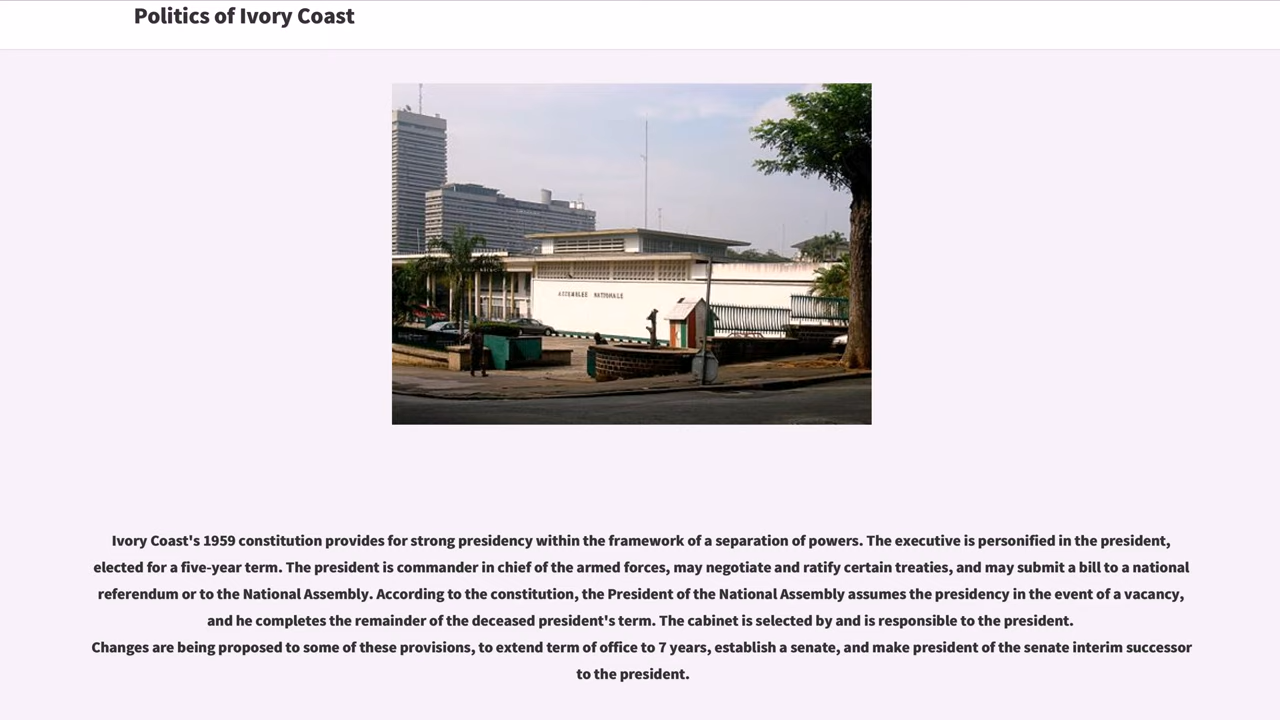 Politics of Ivory Coast
ASSEMBLEE NATIONALE
Ivory Coast's 1959 constitution provides for strong presidency within the framework of a separation of powers. The executive is personified in the president,
elected for a five-year term. The president is commander in chief of the armed forces, may negotiate and ratify certain treaties, and may submit a bill to a national
referendum or to the National Assembly. According to the constitution, the President of the National Assembly assumes the presidency in the event of a vacancy,
and he completes the remainder of the deceased president's term. The cabinet is selected by and is responsible to the president.
Changes are being proposed to some of these provisions, to extend term of office to 7 years, establish a senate, and make president of the senate interim successor
to the president.